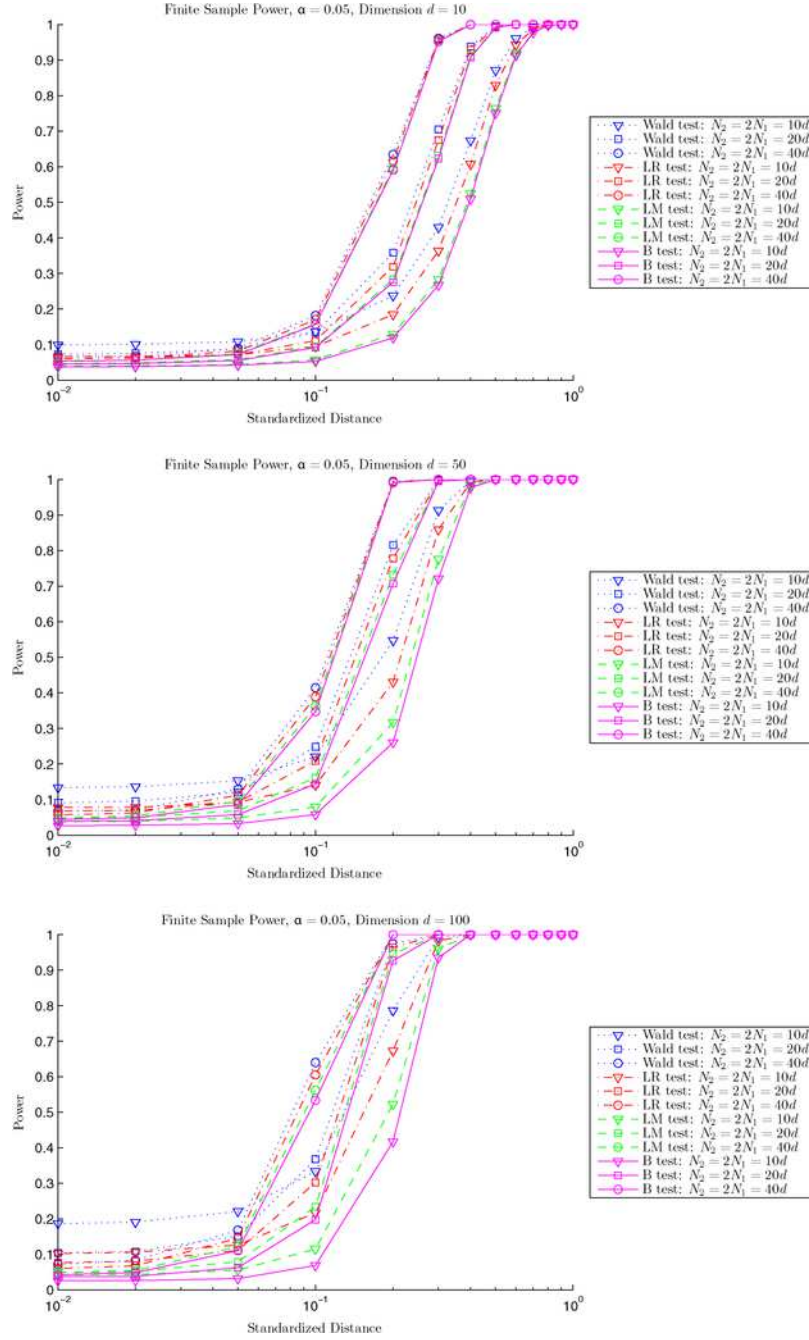 Finite Sample Power, α = 0.05, Dimension d = 10
1
0.9
0.8
0.7
0.6
0.5
0.4
0.3
0.2
0.1
0
Power
10⁻²
10⁻¹
10⁰
Standardized Distance
Wald test: N₂ = 2N₁ = 10d
Wald test: N₂ = 2N₁ = 20d
Wald test: N₂ = 2N₁ = 40d
LR test: N₂ = 2N₁ = 10d
LR test: N₂ = 2N₁ = 20d
LR test: N₂ = 2N₁ = 40d
LM test: N₂ = 2N₁ = 10d
LM test: N₂ = 2N₁ = 20d
LM test: N₂ = 2N₁ = 40d
B test: N₂ = 2N₁ = 10d
B test: N₂ = 2N₁ = 20d
B test: N₂ = 2N₁ = 40d
Finite Sample Power, α = 0.05, Dimension d = 50
1
0.9
0.8
0.7
0.6
0.5
0.4
0.3
0.2
0.1
0
Power
10⁻²
10⁻¹
10⁰
Standardized Distance
Wald test: N₂ = 2N₁ = 10d
Wald test: N₂ = 2N₁ = 20d
Wald test: N₂ = 2N₁ = 40d
LR test: N₂ = 2N₁ = 10d
LR test: N₂ = 2N₁ = 20d
LR test: N₂ = 2N₁ = 40d
LM test: N₂ = 2N₁ = 10d
LM test: N₂ = 2N₁ = 20d
LM test: N₂ = 2N₁ = 40d
B test: N₂ = 2N₁ = 10d
B test: N₂ = 2N₁ = 20d
B test: N₂ = 2N₁ = 40d
Finite Sample Power, α = 0.05, Dimension d = 100
1
0.9
0.8
0.7
0.6
0.5
0.4
0.3
0.2
0.1
0
Power
10⁻²
10⁻¹
10⁰
Standardized Distance
Wald test: N₂ = 2N₁ = 10d
Wald test: N₂ = 2N₁ = 20d
Wald test: N₂ = 2N₁ = 40d
LR test: N₂ = 2N₁ = 10d
LR test: N₂ = 2N₁ = 20d
LR test: N₂ = 2N₁ = 40d
LM test: N₂ = 2N₁ = 10d
LM test: N₂ = 2N₁ = 20d
LM test: N₂ = 2N₁ = 40d
B test: N₂ = 2N₁ = 10d
B test: N₂ = 2N₁ = 20d
B test: N₂ = 2N₁ = 40d